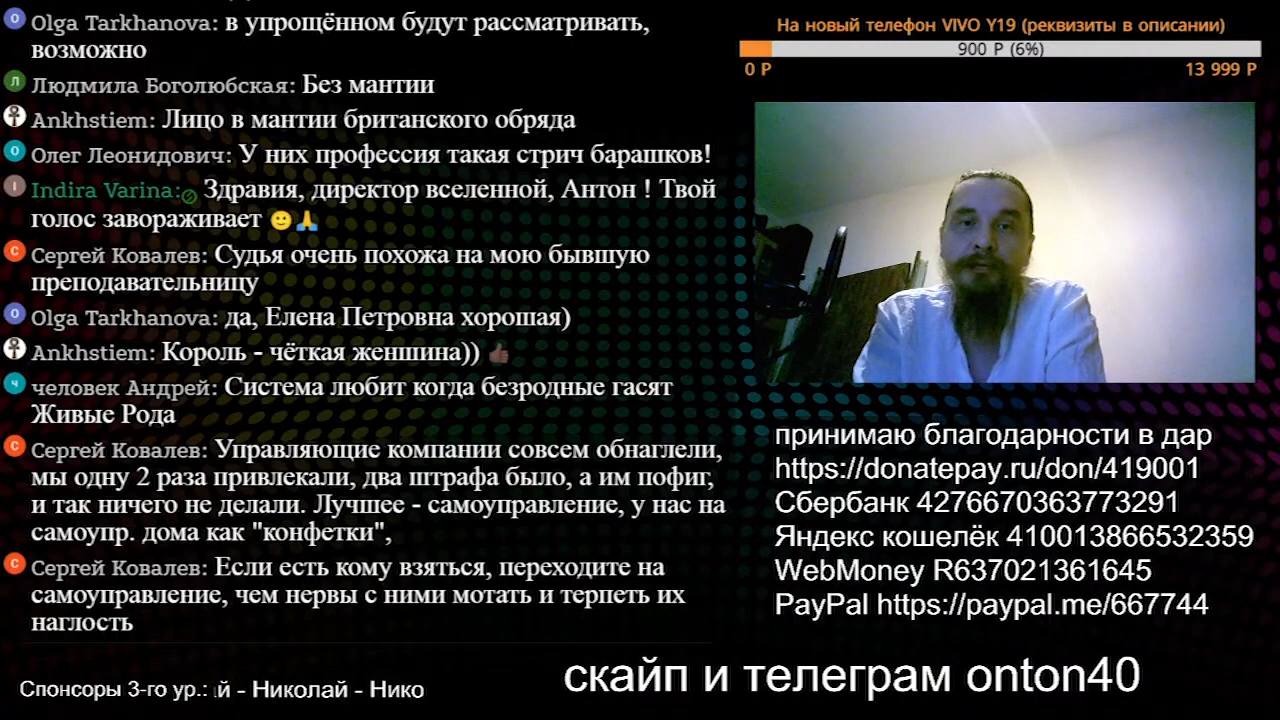 Olga Tarkhanova: в упрощённом будут рассматривать,
возможно
Людмила Боголюбская: Без мантии
Ankhstiem: Лицо в мантии британского обряда
Олег Леонидович: У них профессия такая стрич барашков!
Indira Varina: Здравия, директор вселенной, Антон ! Твой
голос завораживает 🙂🙏
Сергей Ковалев: Судья очень похожа на мою бывшую
преподавательницу
Olga Tarkhanova: да, Елена Петровна хорошая)
Ankhstiem: Король - чёткая женшина))
человек Андрей: Система любит когда безродные гасят
Живые Рода
Сергей Ковалев: Управляющие компании совсем обнаглели,
мы одну 2 раза привлекали, два штрафа было, а им пофиг,
и так ничего не делали. Лучшее - самоуправление, у нас на
самоупр. дома как "конфетки",
Сергей Ковалев: Если есть кому взяться, переходите на
самоуправление, чем нервы с ними мотать и терпеть их
наглость
Спонсоры 3-го ур.: й - Николай - Нико
На новый телефон VIVO Y19 (реквизиты в описании)
900 Р (6%)
0 Р 13 999 Р
принимаю благодарности в дар
https://donatepay.ru/don/419001
Сбербанк 4276670363773291
Яндекс кошелёк 410013866532359
WebMoney R637021361645
PayPal https://paypal.me/667744
скайп и телеграм onton40